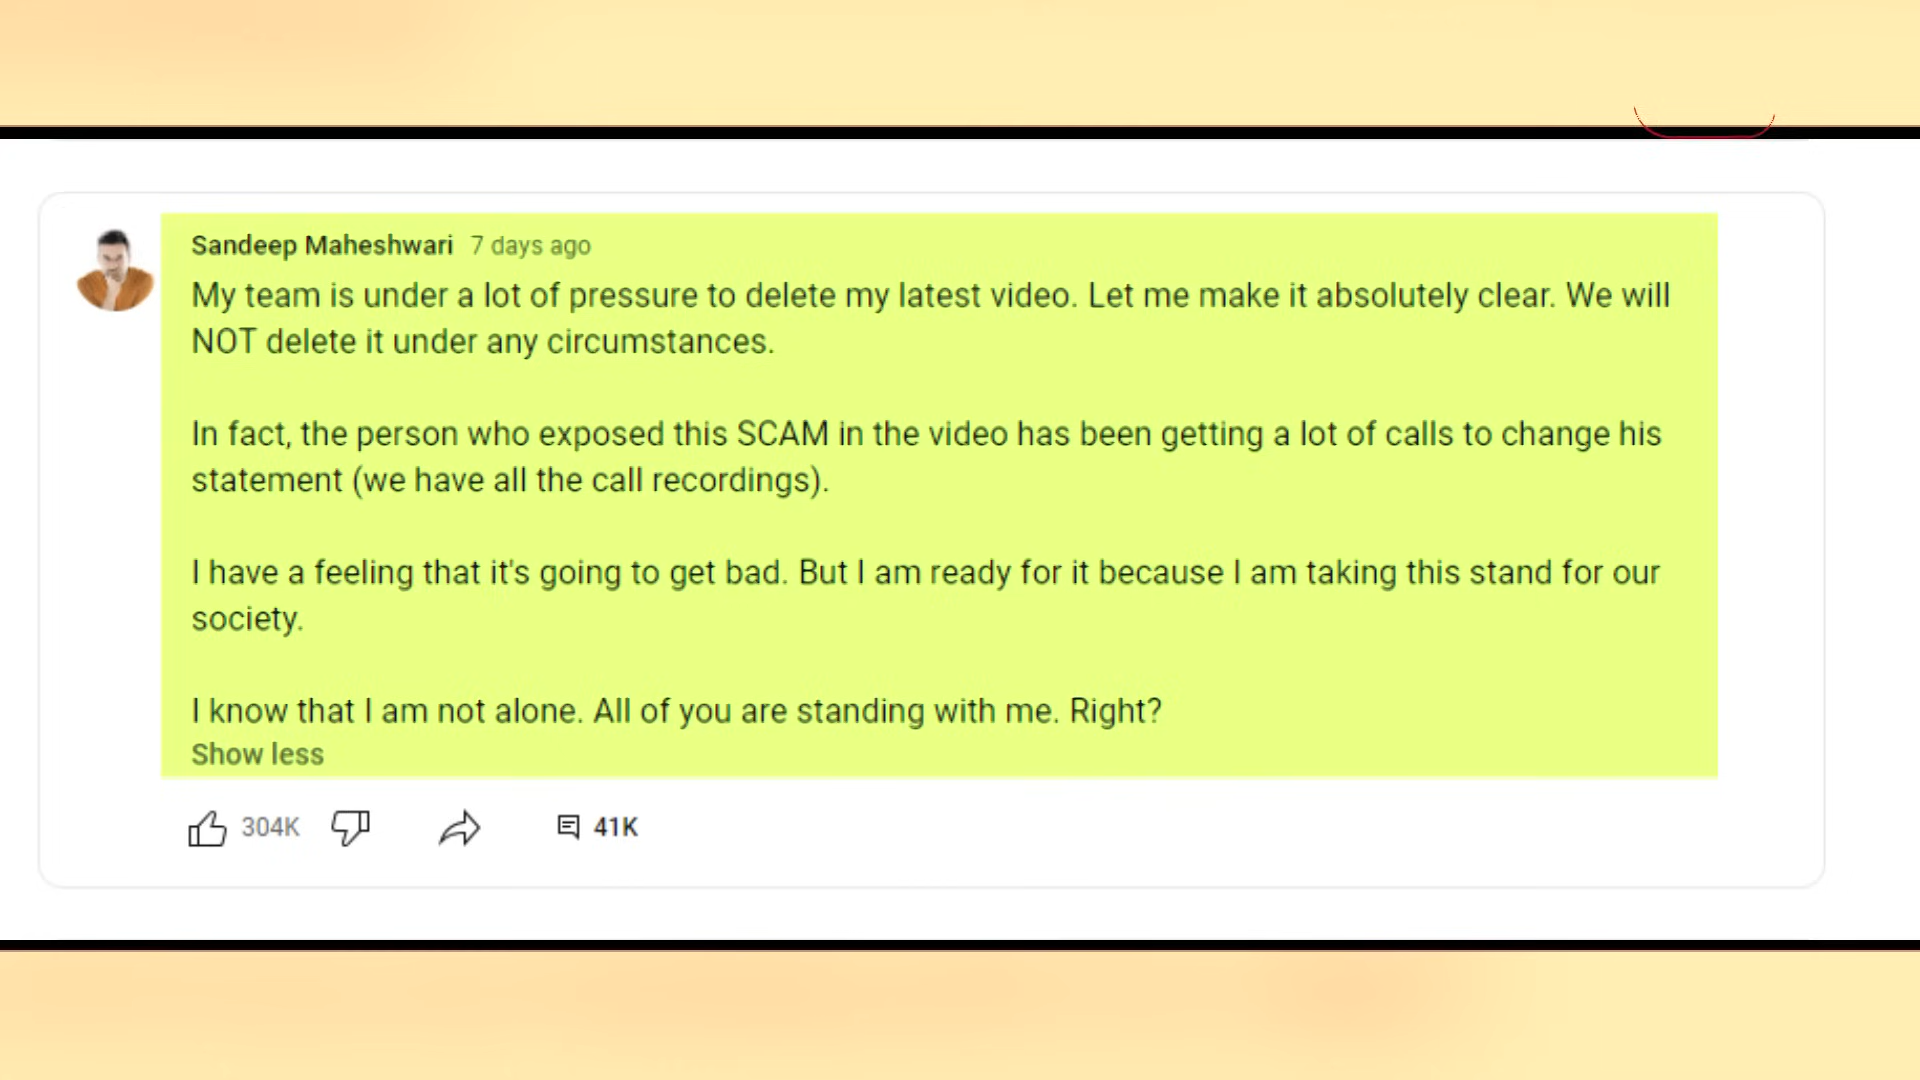 Sandeep Maheshwari 7 days ago
My team is under a lot of pressure to delete my latest video. Let me make it absolutely clear. We will
NOT delete it under any circumstances.
In fact, the person who exposed this SCAM in the video has been getting a lot of calls to change his
statement (we have all the call recordings).
I have a feeling that it's going to get bad. But I am ready for it because I am taking this stand for our
society.
I know that I am not alone. All of you are standing with me. Right?
Show less
304K 41K